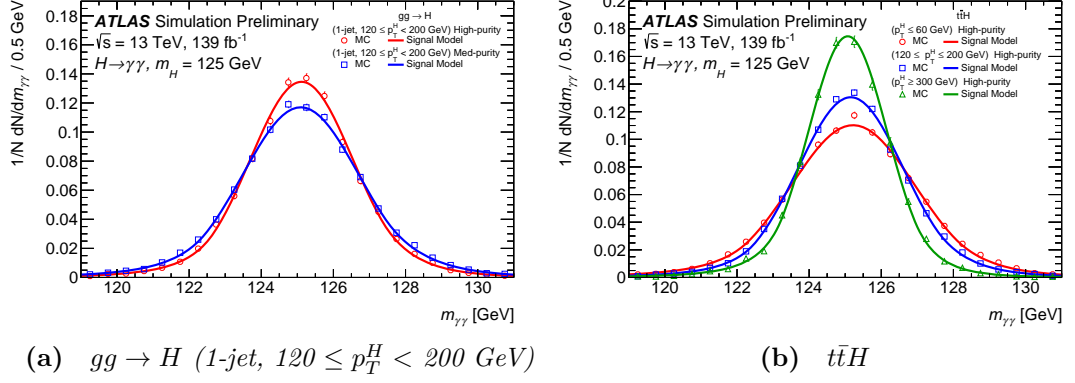 ATLAS Simulation Preliminary
√s = 13 TeV, 139 fb⁻¹
H→γγ, m_H = 125 GeV
gg → H
(1-jet, 120 ≤ p_T^H < 200 GeV) High-purity
MC Signal Model
(1-jet, 120 ≤ p_T^H < 200 GeV) Med-purity
MC Signal Model
1/N dN/dm_γγ / 0.5 GeV
0.18
0.16
0.14
0.12
0.1
0.08
0.06
0.04
0.02
0
120 122 124 126 128 130
m_γγ [GeV]
(a) gg → H (1-jet, 120 ≤ p_T^H < 200 GeV)
ATLAS Simulation Preliminary
√s = 13 TeV, 139 fb⁻¹
H→γγ, m_H = 125 GeV
tt̄H
(p_T^H ≤ 60 GeV) High-purity
MC Signal Model
(120 ≤ p_T^H ≤ 200 GeV) High-purity
MC Signal Model
(p_T^H ≥ 300 GeV) High-purity
MC Signal Model
1/N dN/dm_γγ / 0.5 GeV
0.2
0.18
0.16
0.14
0.12
0.1
0.08
0.06
0.04
0.02
0
120 122 124 126 128 130
m_γγ [GeV]
(b) tt̄H